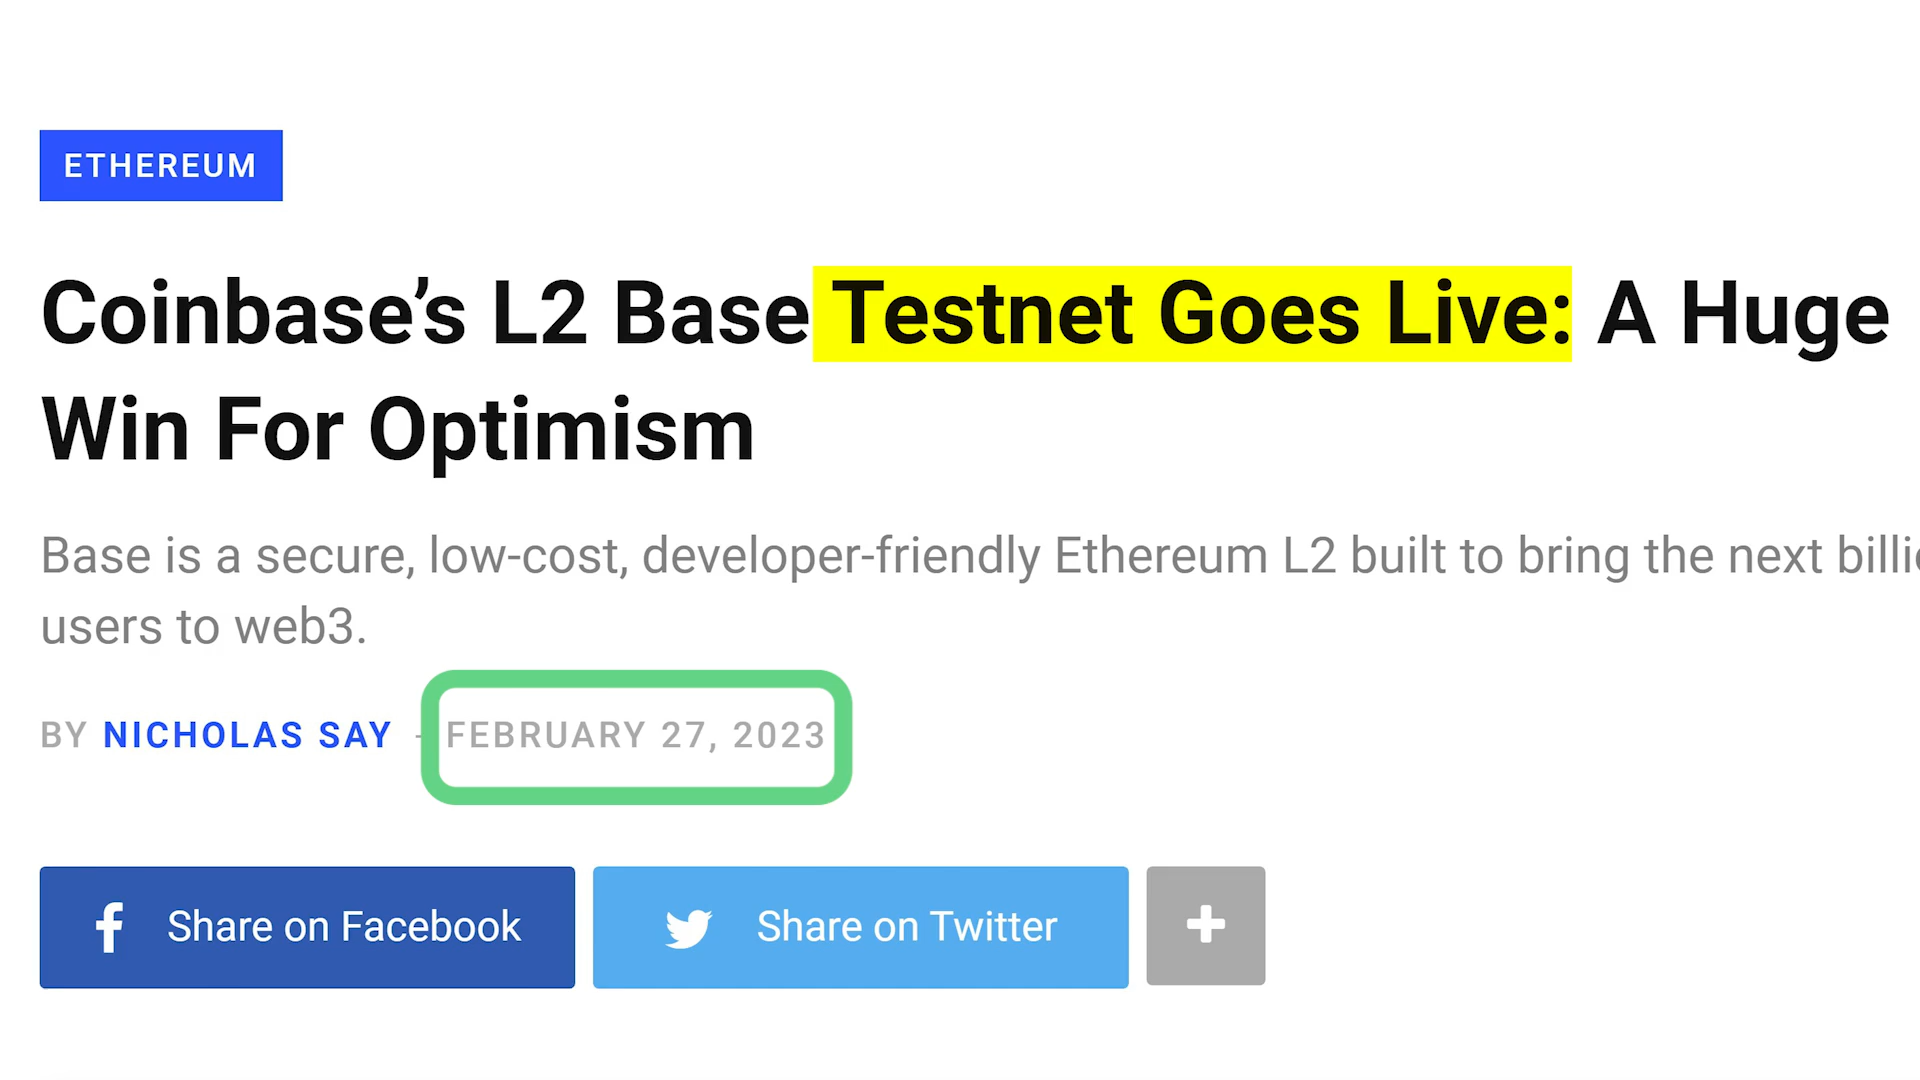 ETHEREUM
Coinbase’s L2 Base Testnet Goes Live: A Huge
Win For Optimism
Base is a secure, low-cost, developer-friendly Ethereum L2 built to bring the next
users to web3.
BY NICHOLAS SAY - FEBRUARY 27, 2023
Share on Facebook Share on Twitter +